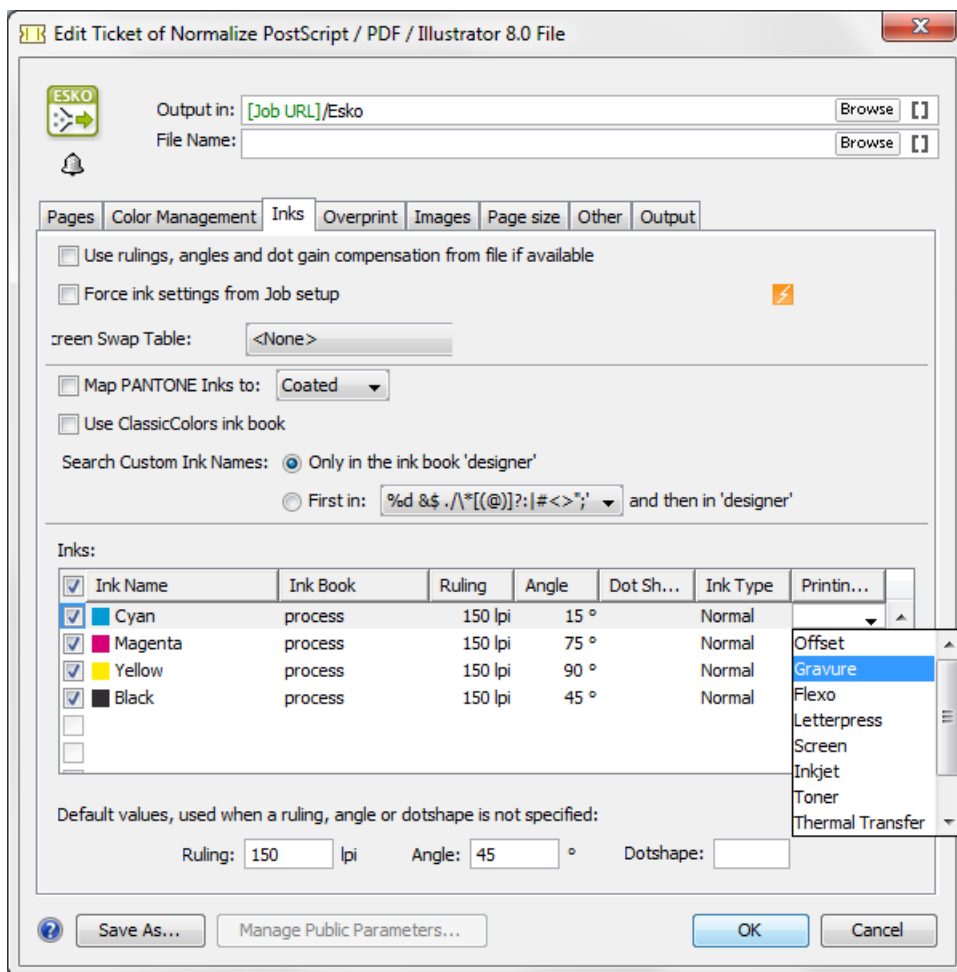 Edit Ticket of Normalize PostScript / PDF / Illustrator 8.0 File
ESKO
Output in: [Job URL]/Esko Browse []
File Name: Browse []
Pages Color Management Inks Overprint Images Page size Other Output
Use rulings, angles and dot gain compensation from file if available
Force ink settings from Job setup
creen Swap Table: <None>
Map PANTONE Inks to: Coated
Use ClassicColors ink book
Search Custom Ink Names: Only in the ink book 'designer'
First in: %d &$ ./\*[(@)]?:|#<>";' and then in 'designer'
Inks:
Ink Name Ink Book Ruling Angle Dot Sh... Ink Type Printin...
Cyan process 150 lpi 15 º Normal
Magenta process 150 lpi 75 º Normal Offset
Yellow process 150 lpi 90 º Normal Gravure
Black process 150 lpi 45 º Normal Flexo
Letterpress
Screen
Inkjet
Toner
Thermal Transfer
Default values, used when a ruling, angle or dotshape is not specified:
Ruling: 150 lpi Angle: 45 º Dotshape:
? Save As... Manage Public Parameters... OK Cancel